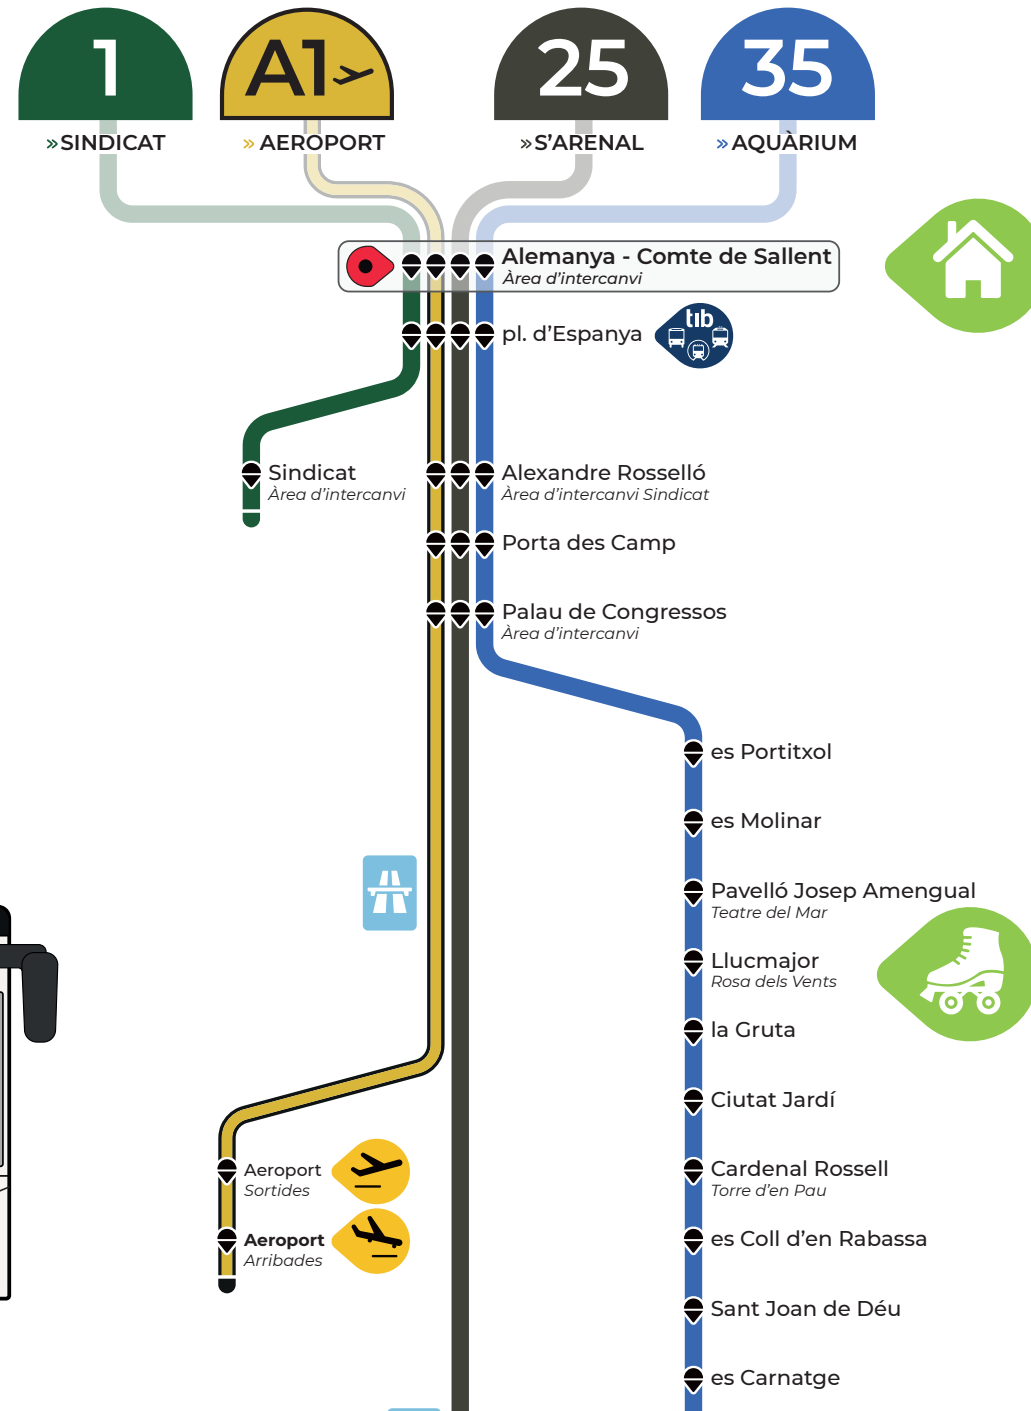 1
A1
25
35
» SINDICAT
» AEROPORT
» S'ARENAL
» AQUÀRIUM
Alemanya - Comte de Sallent
Àrea d'intercanvi
pl. d'Espanya
tib
Sindicat
Àrea d'intercanvi
Alexandre Rosselló
Àrea d'intercanvi Sindicat
Porta des Camp
Palau de Congressos
Àrea d'intercanvi
es Portitxol
es Molinar
Pavelló Josep Amengual
Teatre del Mar
Llucmajor
Rosa dels Vents
la Gruta
Ciutat Jardí
Aeroport
Sortides
Cardenal Rossell
Torre d'en Pau
Aeroport
Arribades
es Coll d'en Rabassa
Sant Joan de Déu
es Carnatge